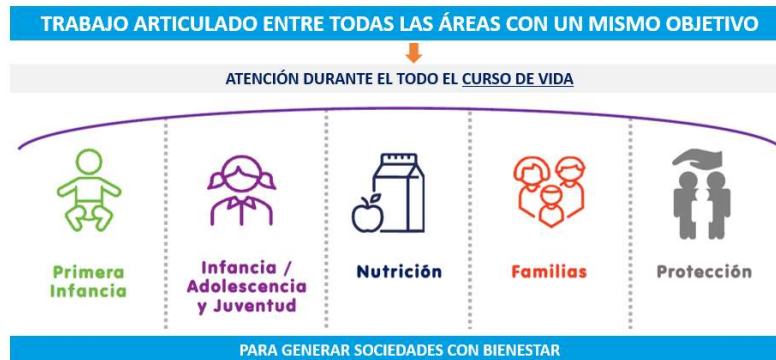 TRABAJO ARTICULADO ENTRE TODAS LAS ÁREAS CON UN MISMO OBJETIVO
ATENCIÓN DURANTE EL TODO EL CURSO DE VIDA
Primera
Infancia
Infancia /
Adolescencia
y Juventud
Nutrición
Familias
Protección
PARA GENERAR SOCIEDADES CON BIENESTAR